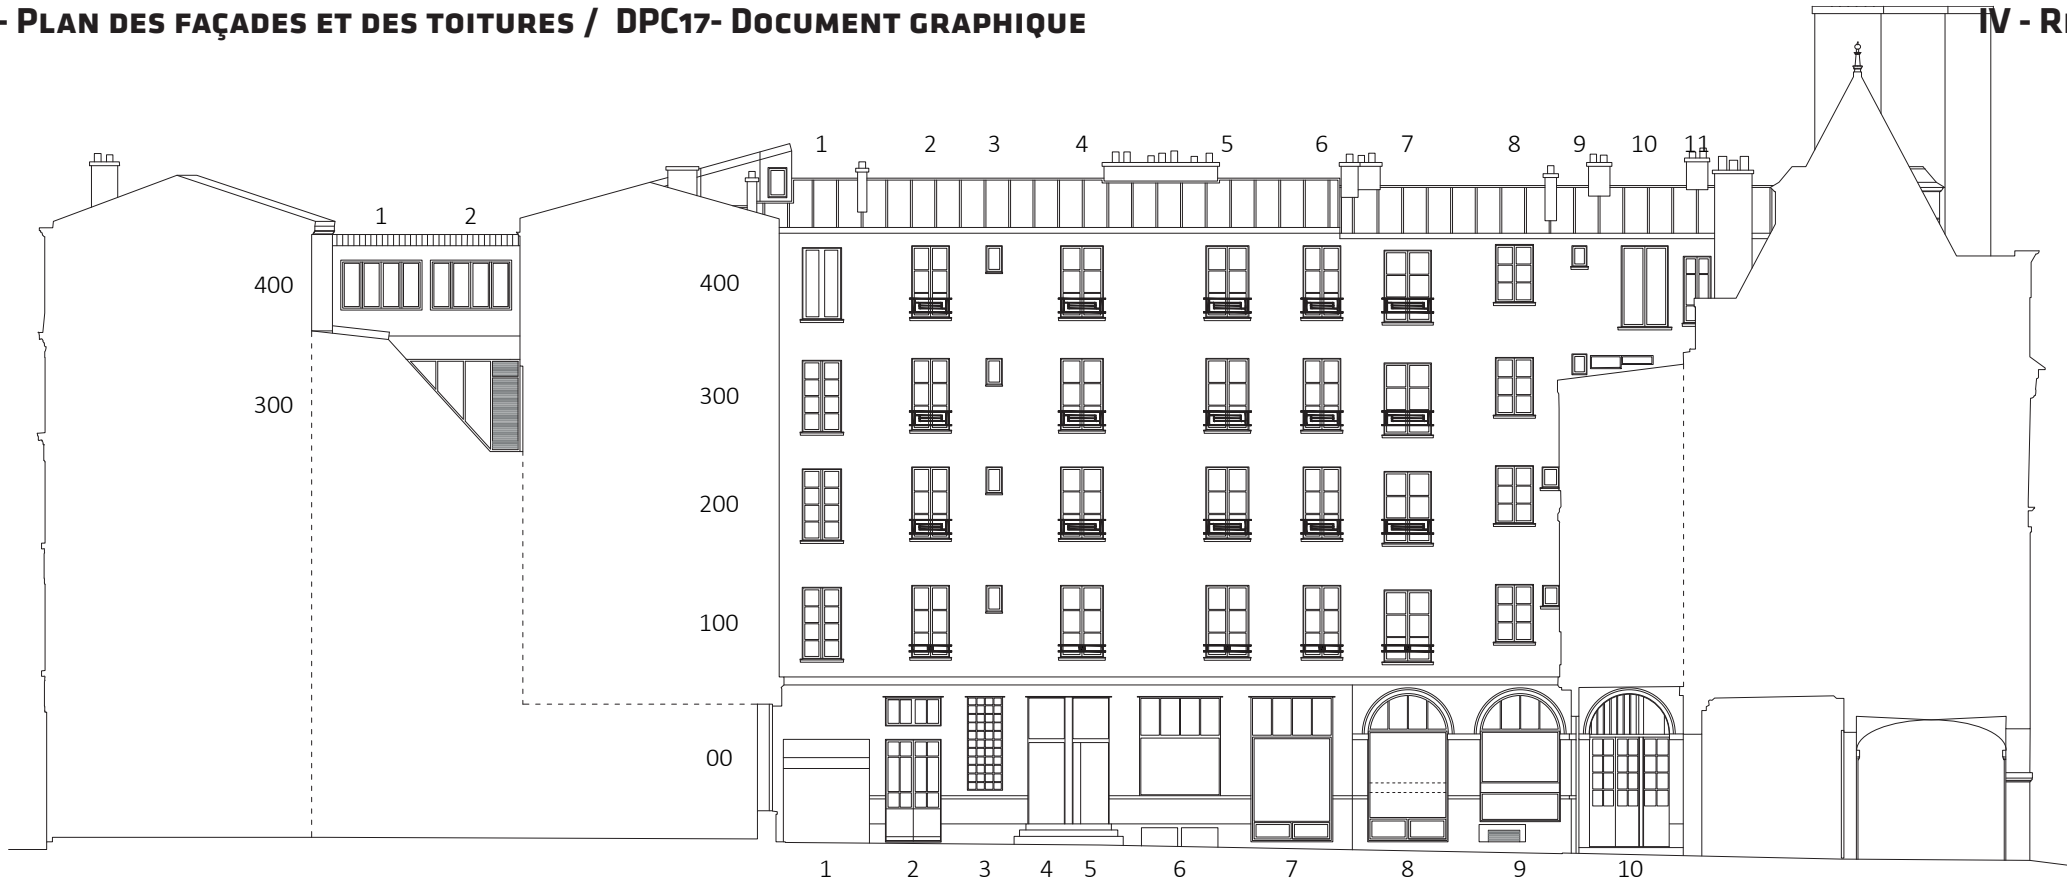 - PLAN DES FAÇADES ET DES TOITURES / DPC17- DOCUMENT GRAPHIQUE
IV - R
1 2 3 4 5 6 7 8 9 10 11
1 2
400 400
300 300
200
100
00
1 2 3 4 5 6 7 8 9 10